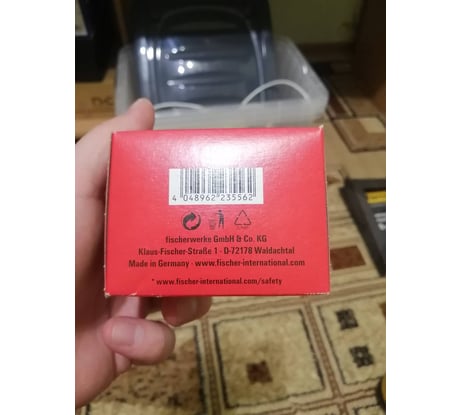 4 048962 235562
fischerwerke GmbH & Co. KG
Klaus-Fischer-Straße 1 · D-72178 Waldachtal
Made in Germany · www.fischer-international.com
* www.fischer-international.com/safety